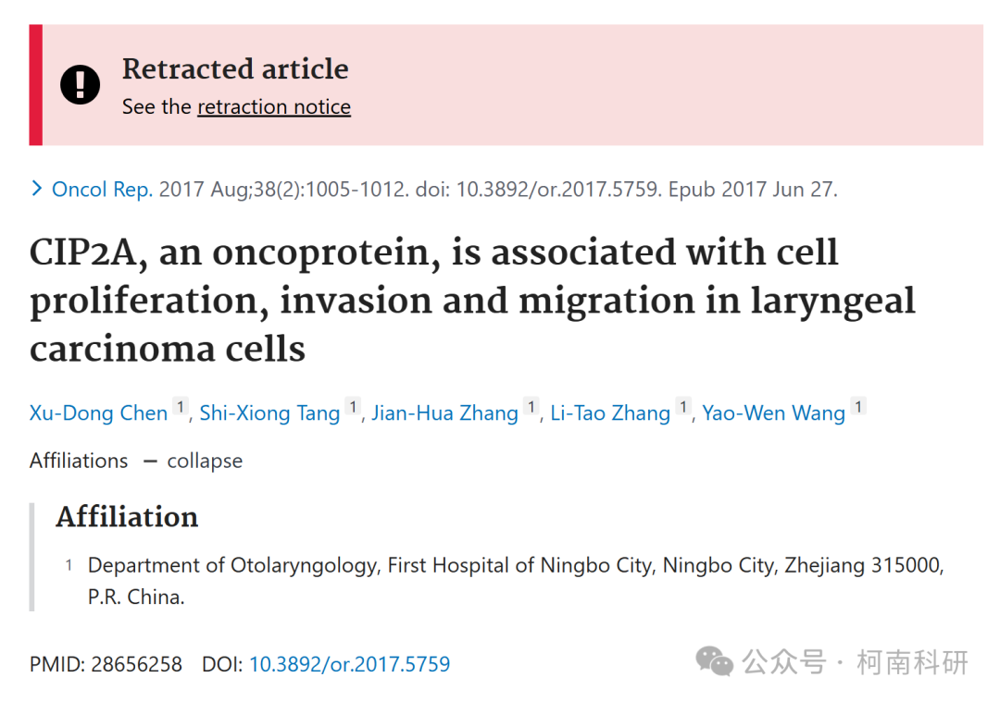 Retracted article
See the retraction notice
Oncol Rep. 2017 Aug;38(2):1005-1012. doi: 10.3892/or.2017.5759. Epub 2017 Jun 27.
CIP2A, an oncoprotein, is associated with cell
proliferation, invasion and migration in laryngeal
carcinoma cells
Xu-Dong Chen 1, Shi-Xiong Tang 1, Jian-Hua Zhang 1, Li-Tao Zhang 1, Yao-Wen Wang 1
Affiliations — collapse
Affiliation
1 Department of Otolaryngology, First Hospital of Ningbo City, Ningbo City, Zhejiang 315000,
P.R. China.
PMID: 28656258 DOI: 10.3892/or.2017.5759
公众号 · 柯南科研